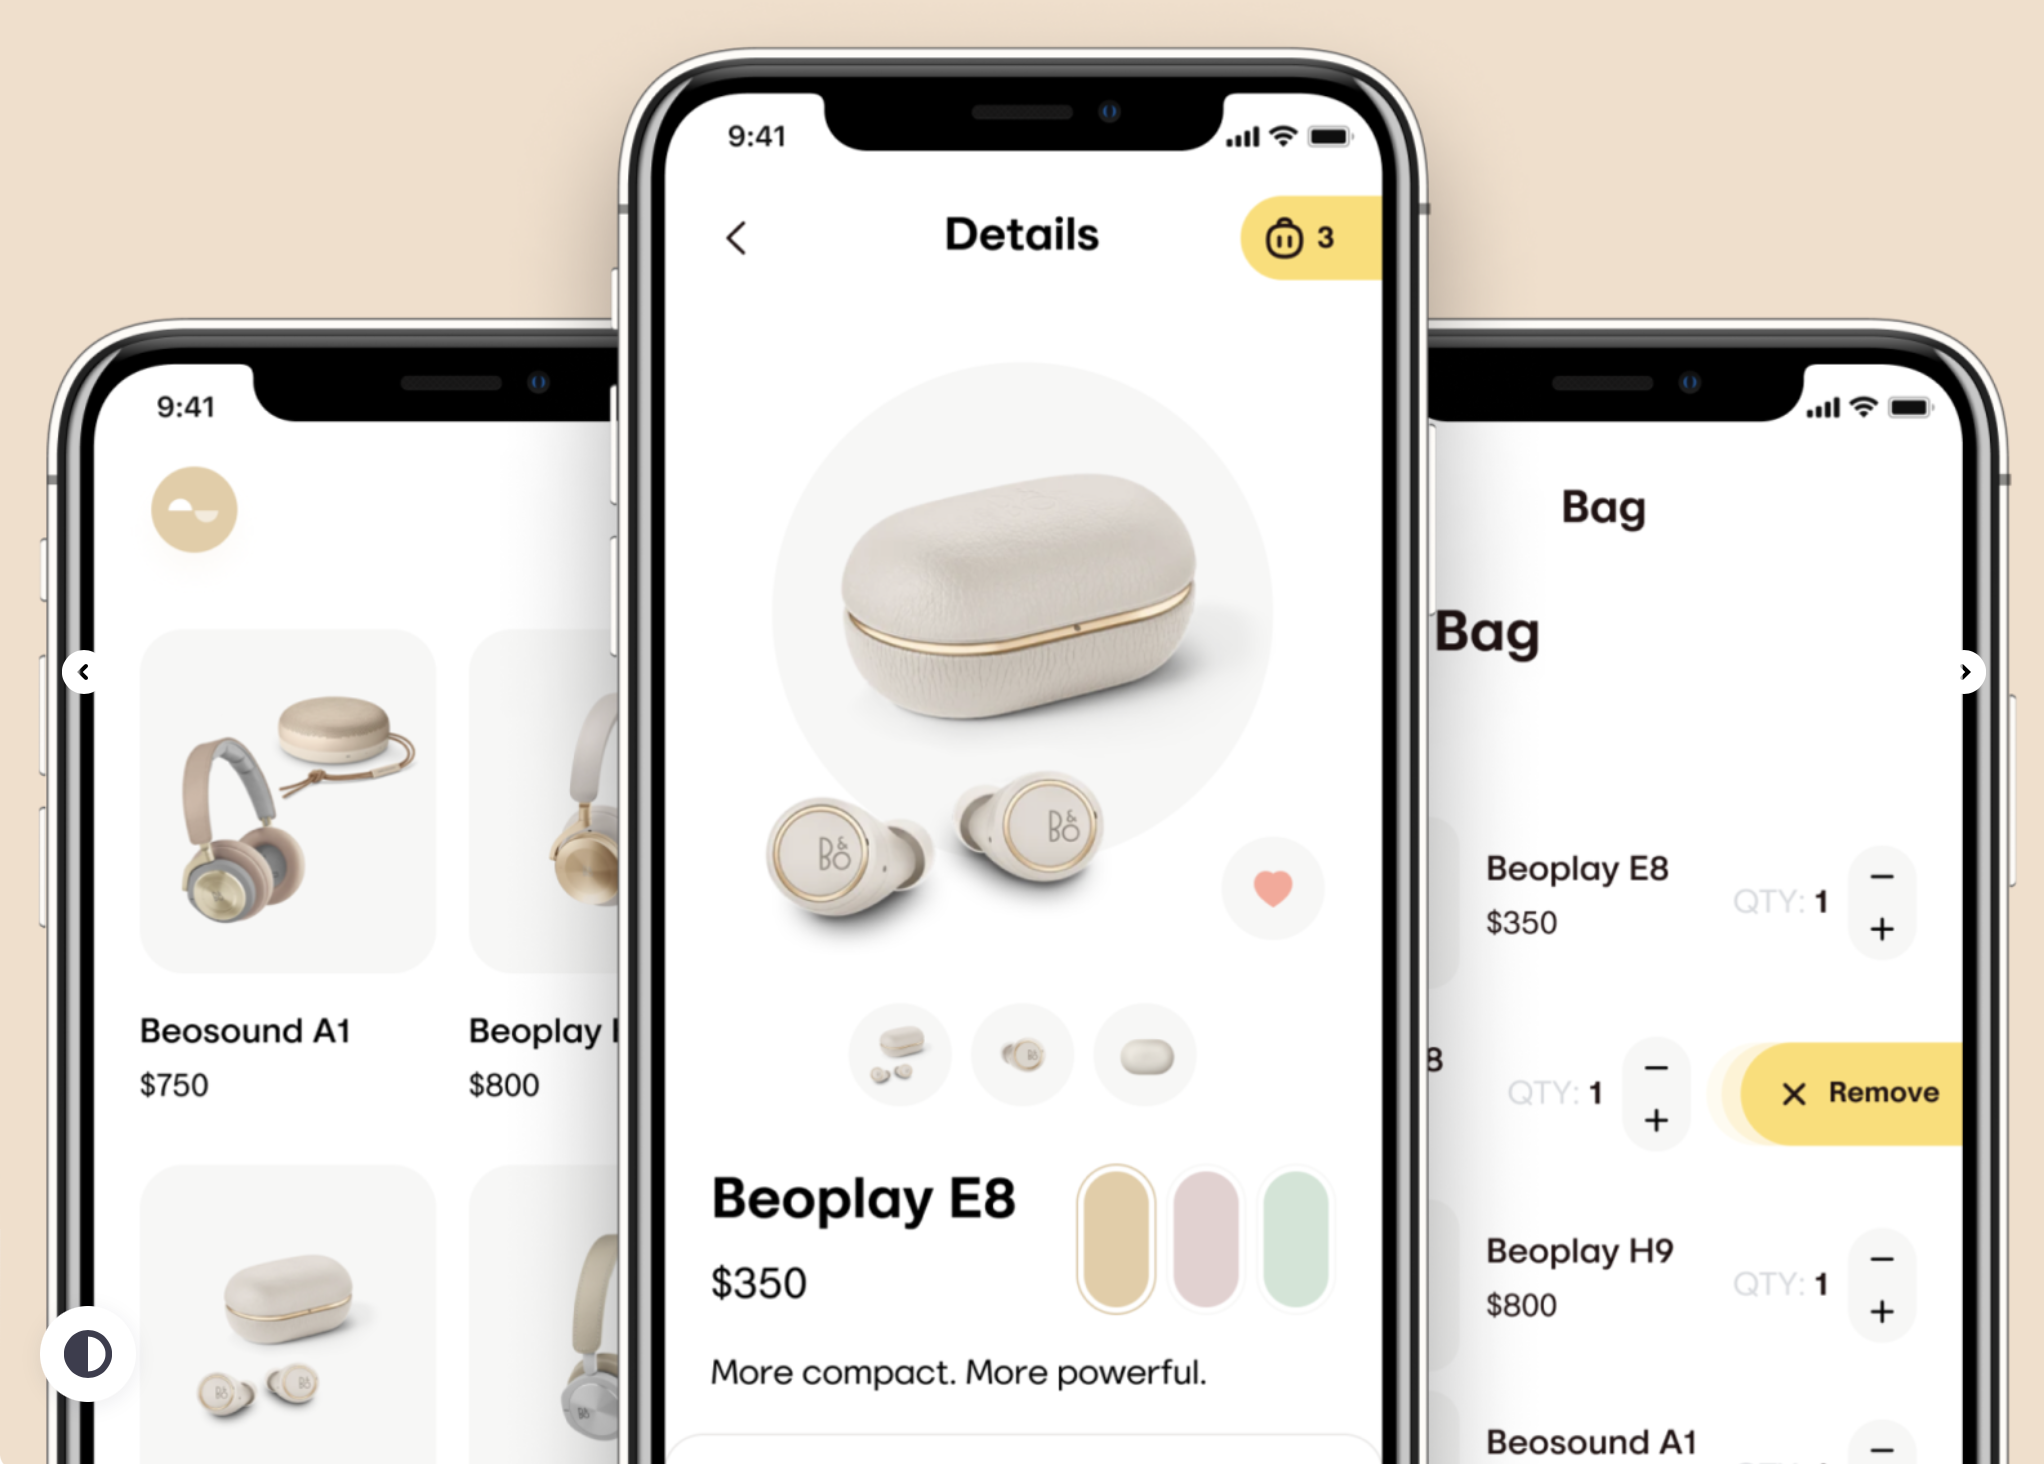 9:41
Beosound A1
$750
Beoplay
$800
9:41
Details
3
B&O
B&O
Beoplay E8
$350
More compact. More powerful.
Bag
Bag
Beoplay E8
$350
QTY: 1
8
QTY: 1
Remove
Beoplay H9
$800
QTY: 1
Beosound A1